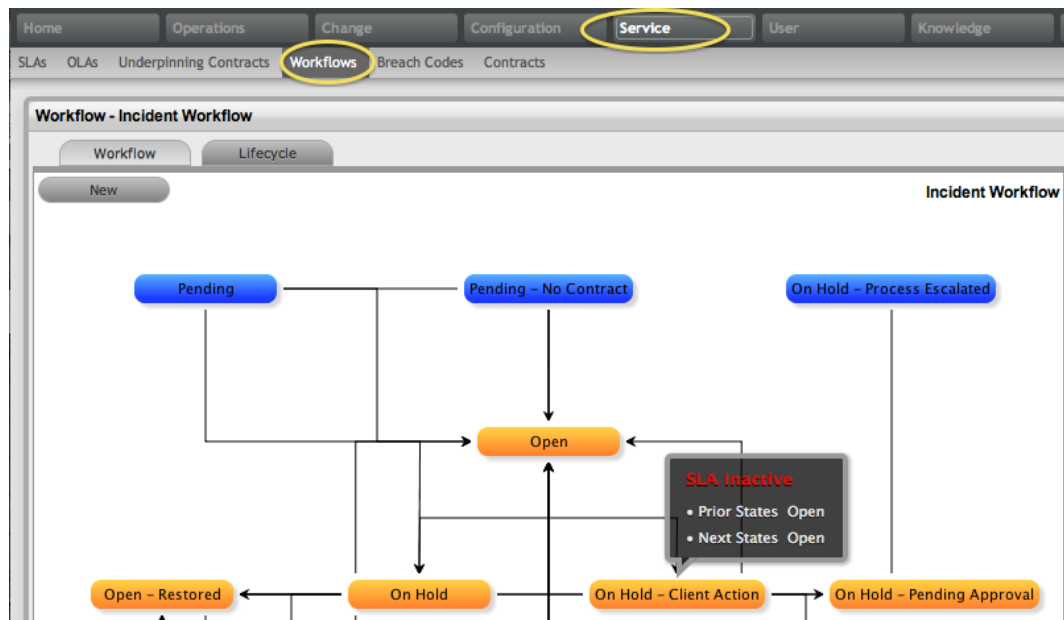 Home Operations Change Configuration Service User Knowledge
SLAs OLAs Underpinning Contracts Workflows Breach Codes Contracts
Workflow - Incident Workflow
Workflow Lifecycle
New Incident Workflow
Pending Pending – No Contract On Hold – Process Escalated
Open
SLA Inactive
• Prior States Open
• Next States Open
Open – Restored On Hold On Hold – Client Action On Hold – Pending Approval